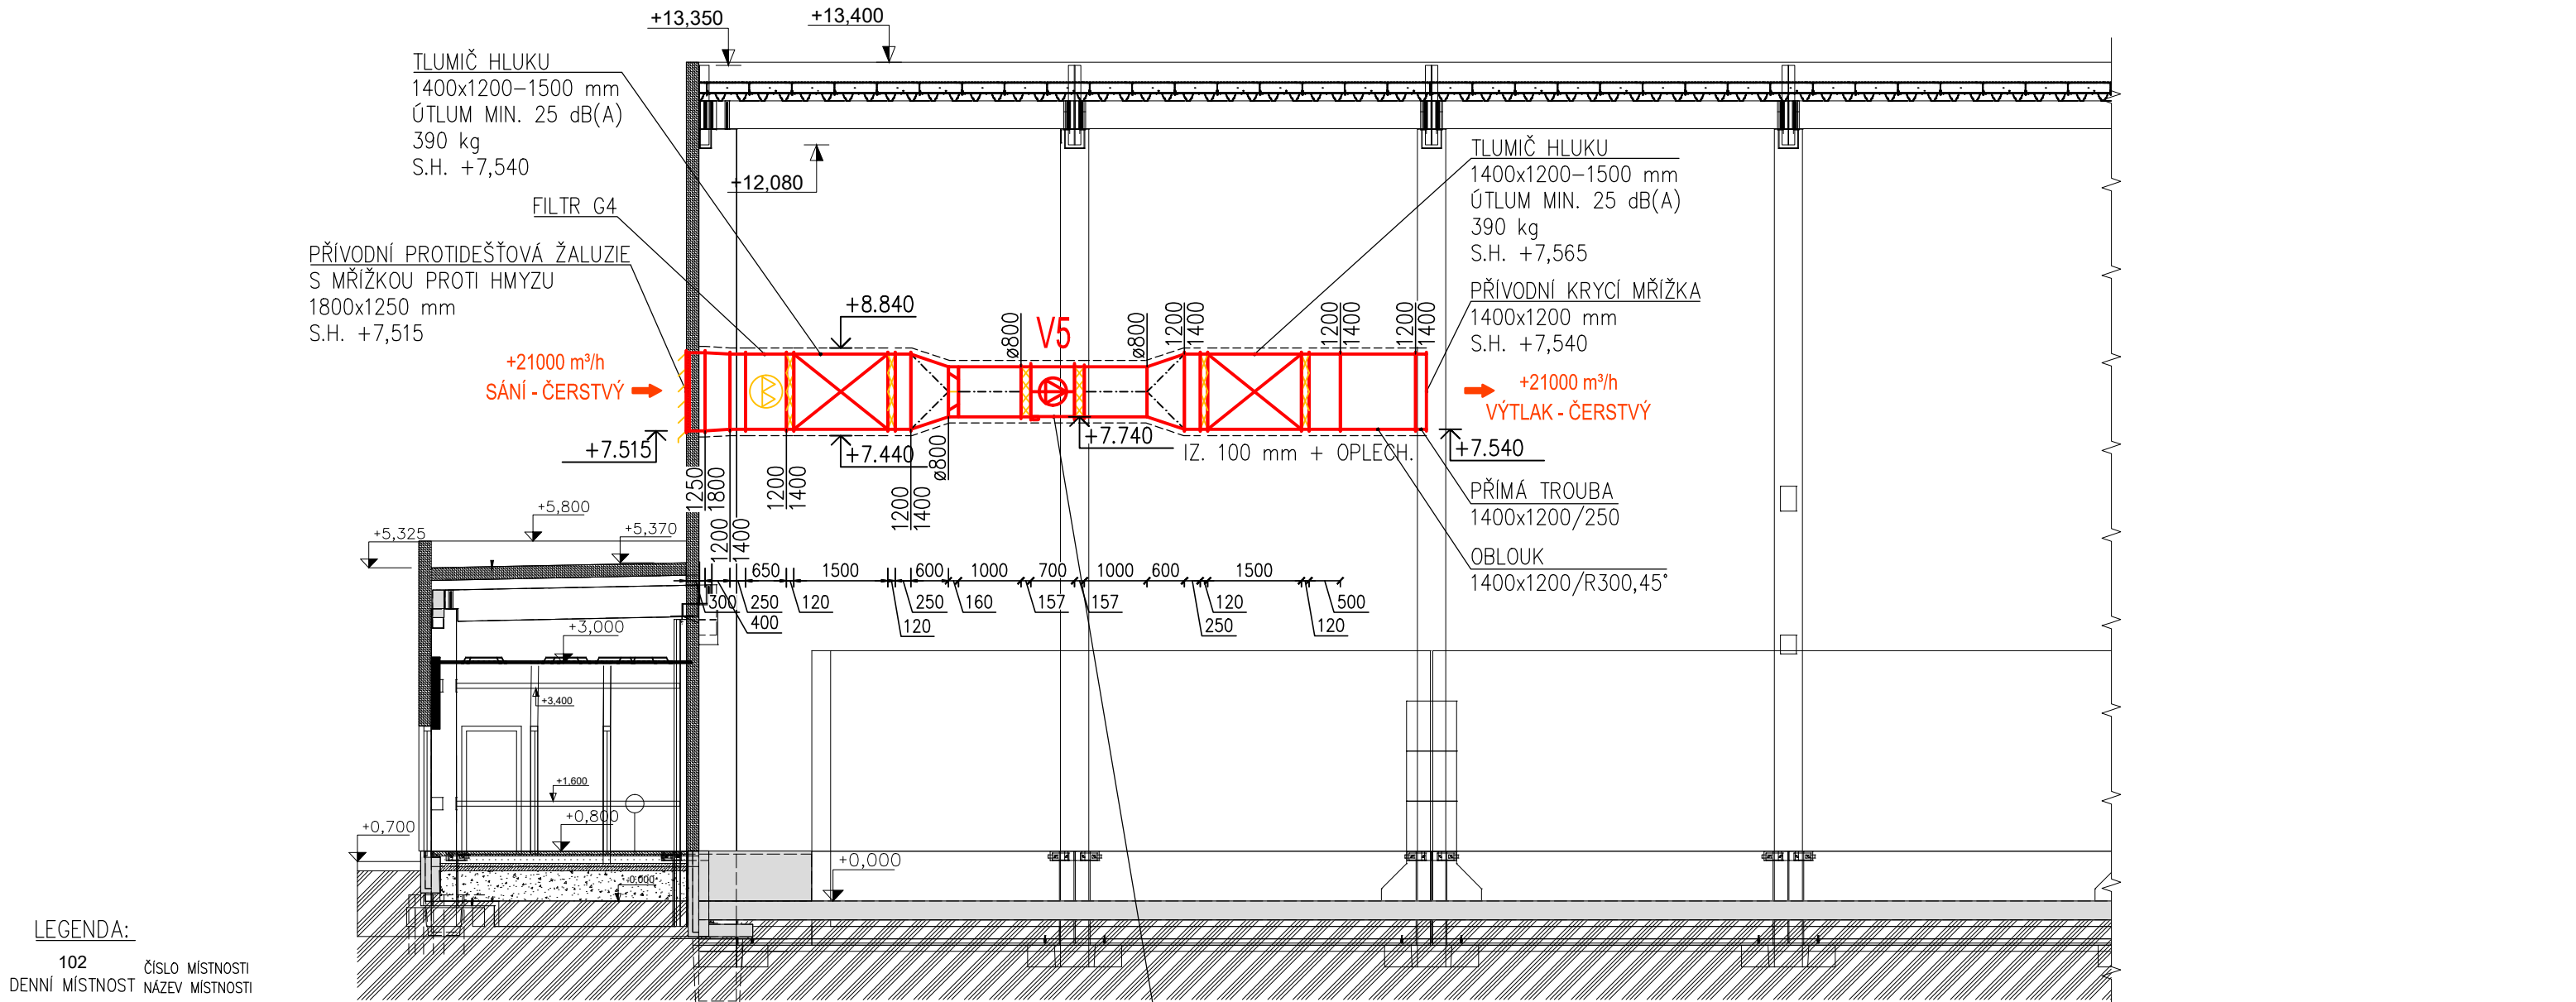 +13,350
+13,400
TLUMIČ HLUKU
1400x1200-1500 mm
ÚTLUM MIN. 25 dB(A)
390 kg
S.H. +7,540
+12,080
TLUMIČ HLUKU
1400x1200-1500 mm
ÚTLUM MIN. 25 dB(A)
390 kg
S.H. +7,565
FILTR G4
PŘÍVODNÍ PROTIDEŠŤOVÁ ŽALUZIE
S MŘÍŽKOU PROTI HMYZU
1800x1250 mm
S.H. +7,515
PŘÍVODNÍ KRYCÍ MŘÍŽKA
1400x1200 mm
S.H. +7,540
+8.840
ø800
V5
ø800
1200
1400
1200
1400
1200
1400
+21000 m³/h
SÁNÍ - ČERSTVÝ
+21000 m³/h
VÝTLAK - ČERSTVÝ
+7.515
+7.440
+7.740
IZ. 100 mm + OPLECH.
+7.540
1250
1800
1200
1400
1200
1400
ø800
1200
1400
PŘÍMÁ TROUBA
1400x1200/250
OBLOUK
1400x1200/R300,45°
+5,800
+5,370
+5,325
650
1500
600
1000
700
1000
600
1500
300
250
120
250
160
157
157
120
500
400
120
250
120
+3,000
+3,400
+1,600
+0,800
+0,700
+0,000
-0,000
LEGENDA:
102
ČÍSLO MÍSTNOSTI
DENNÍ MÍSTNOST
NÁZEV MÍSTNOSTI